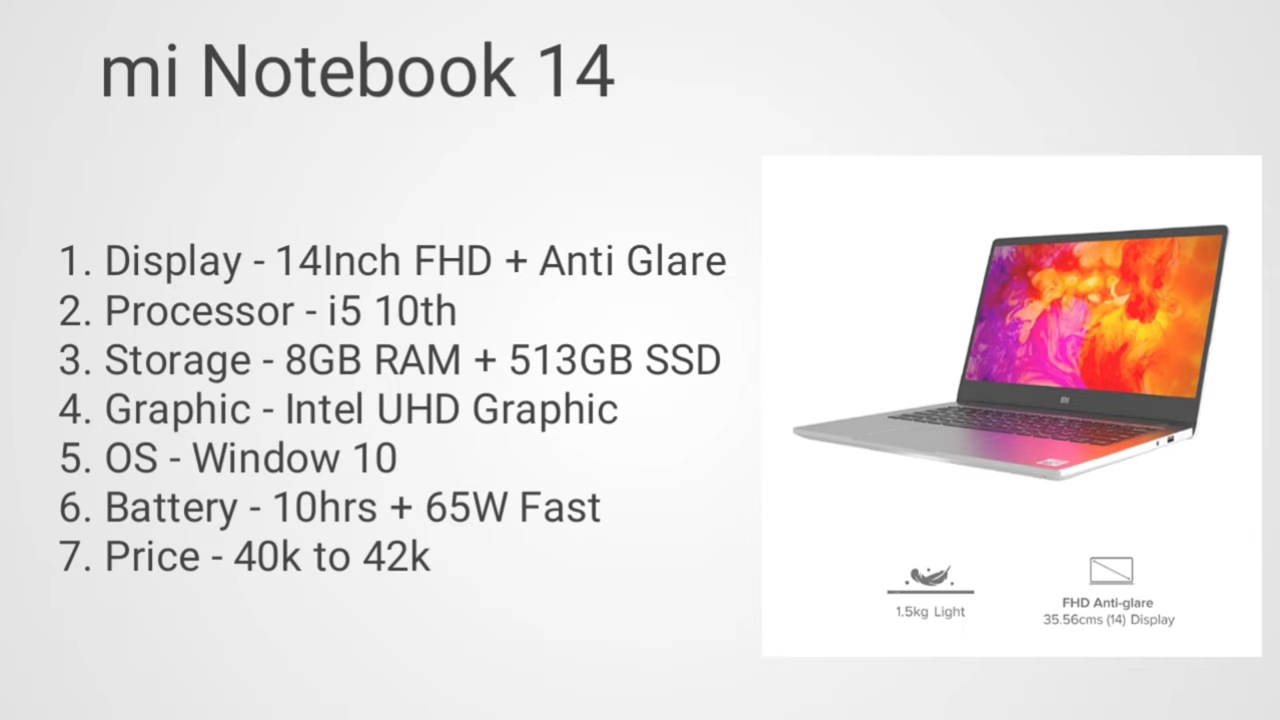 mi Notebook 14
1. Display - 14Inch FHD + Anti Glare
2. Processor - i5 10th
3. Storage - 8GB RAM + 513GB SSD
4. Graphic - Intel UHD Graphic
5. OS - Window 10
6. Battery - 10hrs + 65W Fast
7. Price - 40k to 42k
MI
1.5kg Light
FHD Anti-glare
35.56cms (14) Display